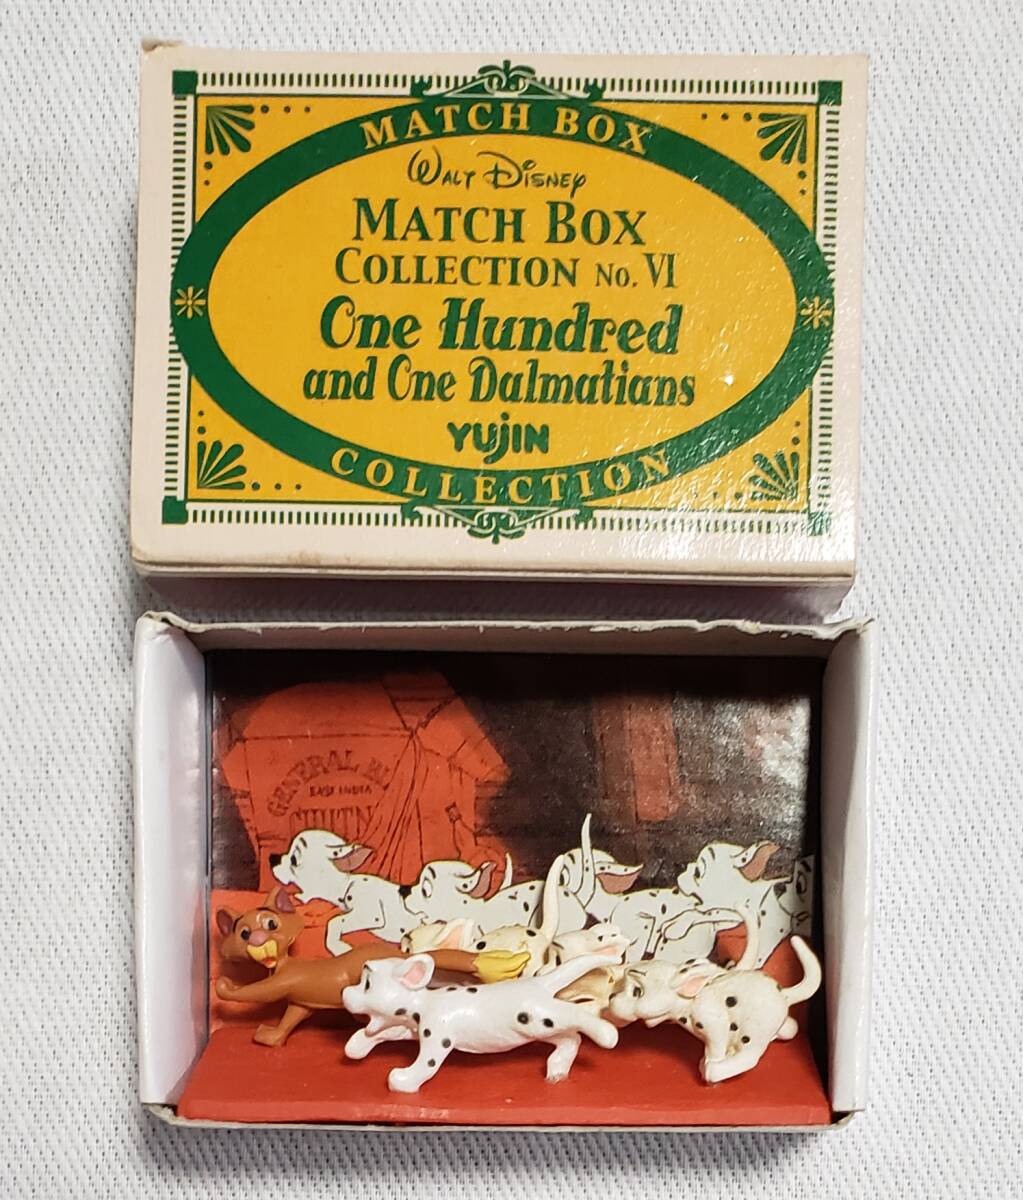 MATCH BOX
WALT DISNEY
MATCH BOX
COLLECTION No. VI
One Hundred
and One Dalmatians
YUJIN
COLLECTION
GENERAL
EAST INDIA